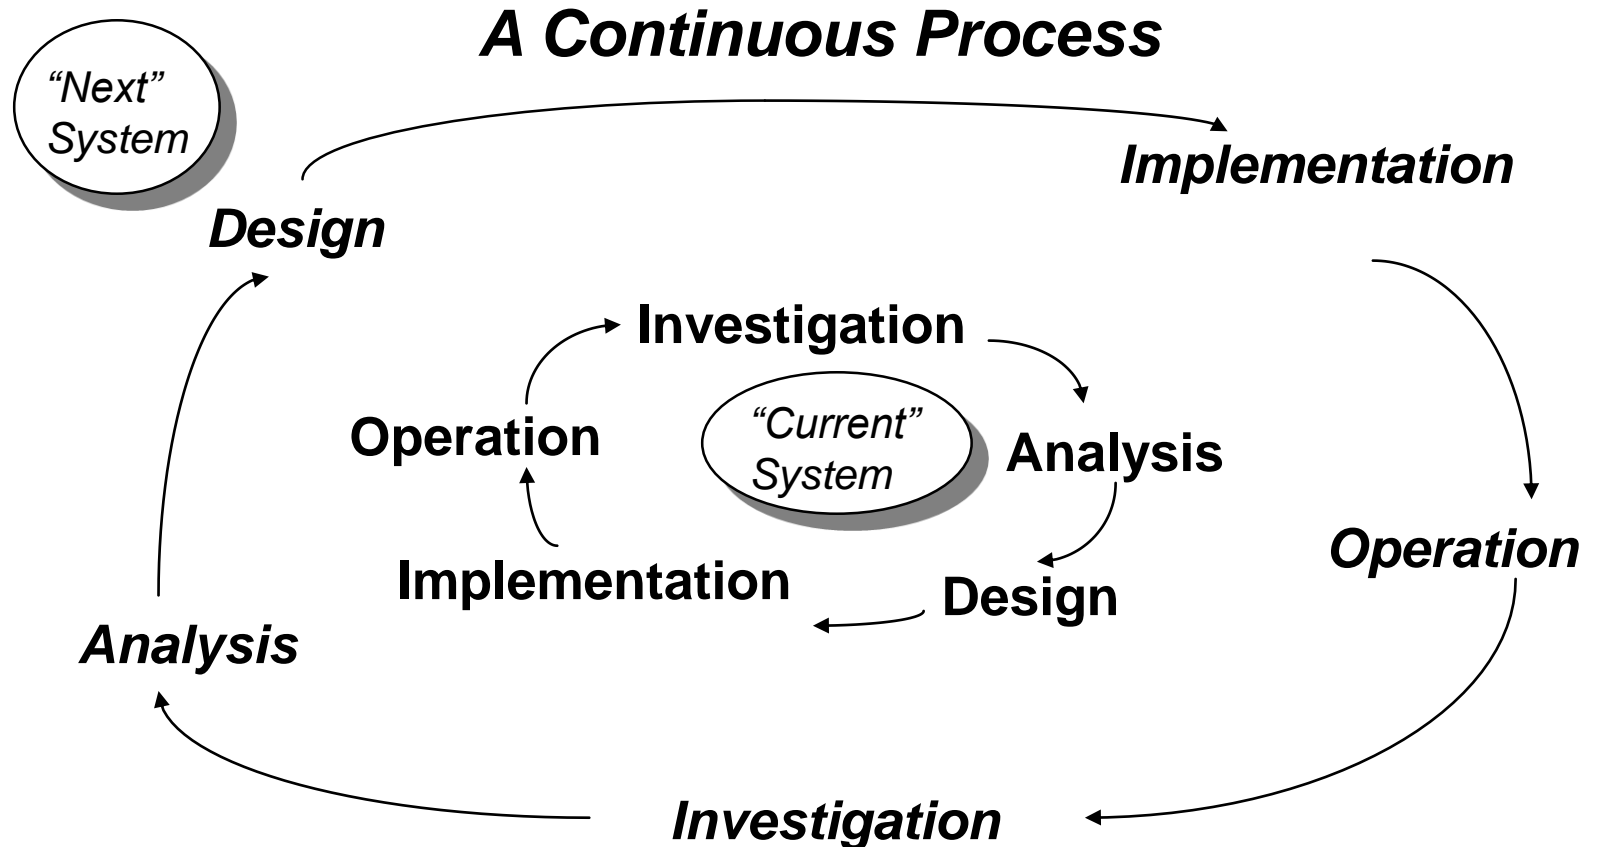 A Continuous Process
“Next”
System
Implementation
Design
Investigation
Operation
“Current”
System
Analysis
Operation
Implementation
Design
Analysis
Investigation